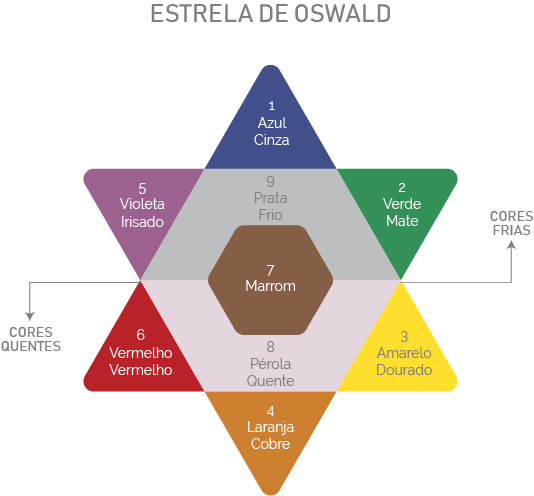 ESTRELA DE OSWALD
1
Azul
Cinza
5
Violeta
Irisado
9
Prata
Frio
2
Verde
Mate
CORES
FRIAS
7
Marrom
CORES
QUENTES
6
Vermelho
Vermelho
8
Pérola
Quente
3
Amarelo
Dourado
4
Laranja
Cobre